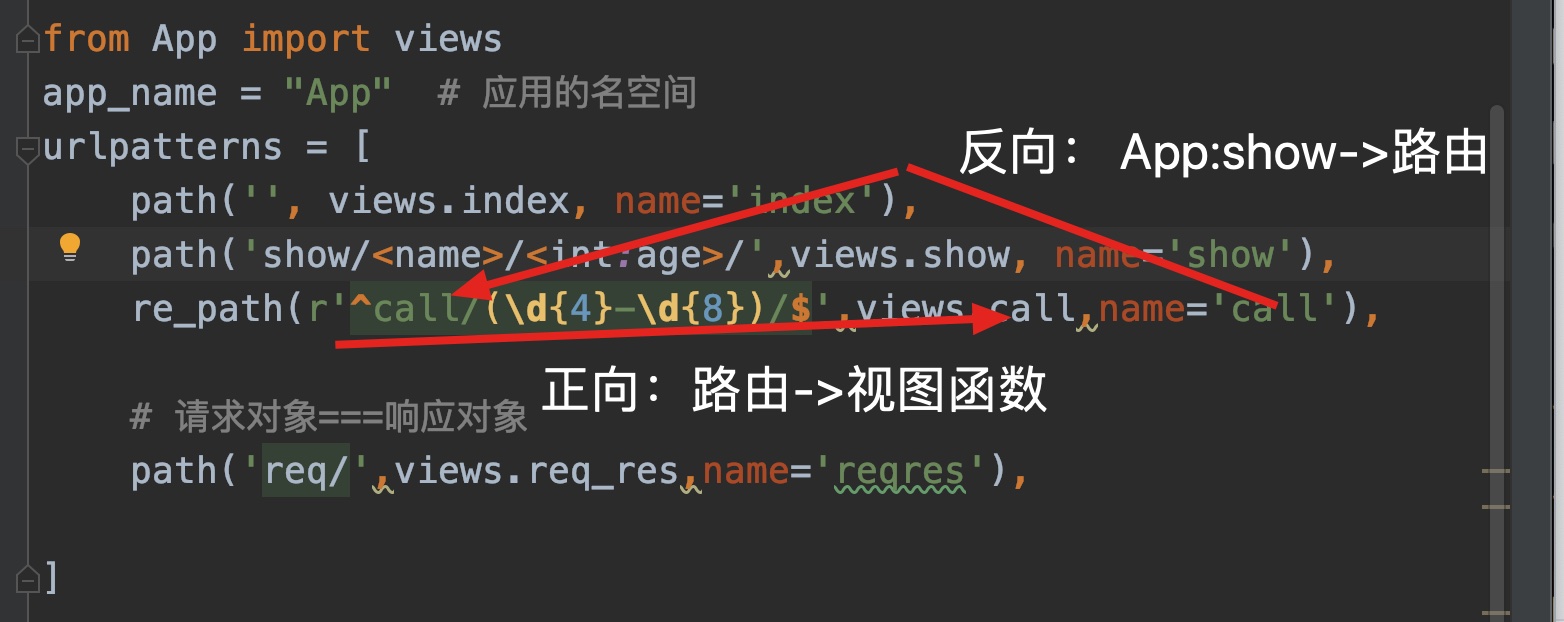 from App import views
app_name = "App"  # 应用的名空间
urlpatterns = [
反向： App:show->路由
    path('', views.index, name='index'),
    path('show/<name>/<int:age>/',views.show, name='show'),
    re_path(r'^call/(\d{4}-\d{8})/$',views.call,name='call'),
正向：路由->视图函数
    # 请求对象===响应对象
    path('req/',views.req_res,name='reqres'),
]